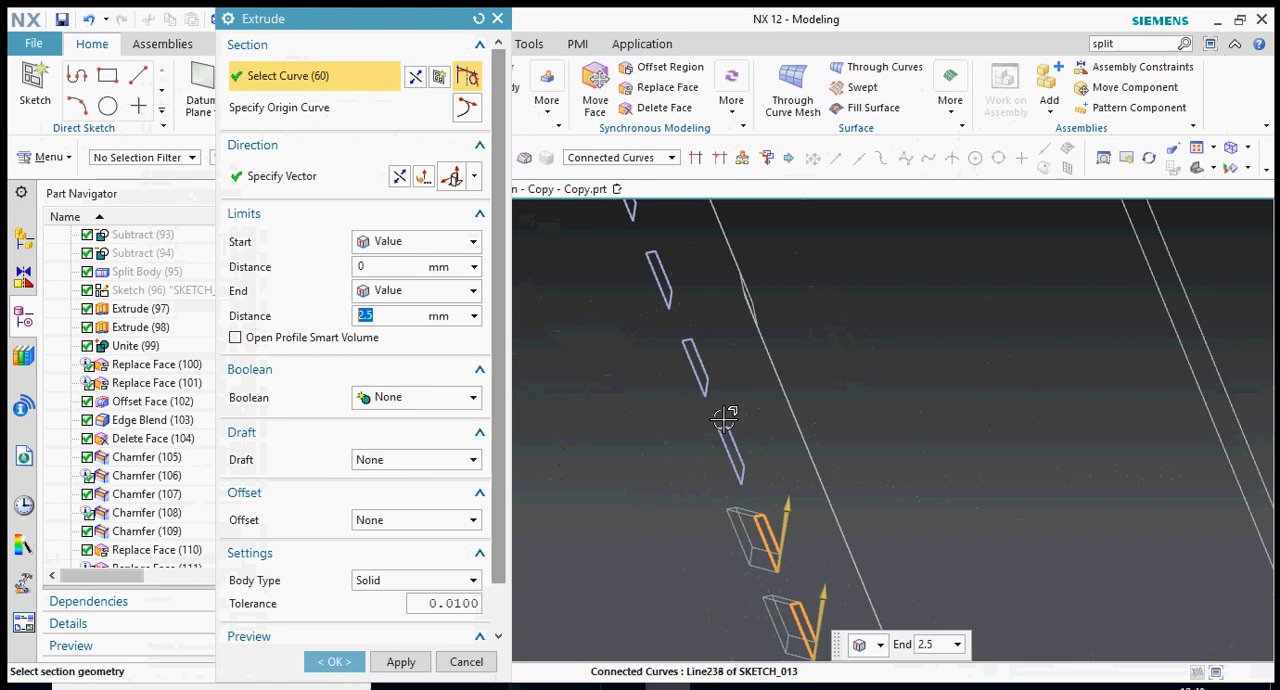 NX
Extrude
NX 12 - Modeling
SIEMENS
File
Home
Assemblies
Tools
PMI
Application
split
Sketch
Direct Sketch
Datum
Plane
More
Move
Face
Offset Region
Replace Face
Delete Face
More
Synchronous Modeling
Through
Curve Mesh
Through Curves
Swept
Fill Surface
More
Surface
Work on
Assembly
Add
Assembly Constraints
Move Component
Pattern Component
Assemblies
Menu
No Selection Filter
Connected Curves
n - Copy - Copy.prt
Part Navigator
Name
Subtract (93)
Subtract (94)
Split Body (95)
Sketch (96) "SKETCH_
Extrude (97)
Extrude (98)
Unite (99)
Replace Face (100)
Replace Face (101)
Offset Face (102)
Edge Blend (103)
Delete Face (104)
Chamfer (105)
Chamfer (106)
Chamfer (107)
Chamfer (108)
Chamfer (109)
Replace Face (110)
Dependencies
Details
Preview
Section
Select Curve (60)
Specify Origin Curve
Direction
Specify Vector
Limits
Start
Value
Distance
0 mm
End
Value
Distance
2.5 mm
Open Profile Smart Volume
Boolean
Boolean
None
Draft
Draft
None
Offset
Offset
None
Settings
Body Type
Solid
Tolerance
0.0100
Preview
< OK >
Apply
Cancel
End 2.5
Select section geometry
Connected Curves : Line238 of SKETCH_013